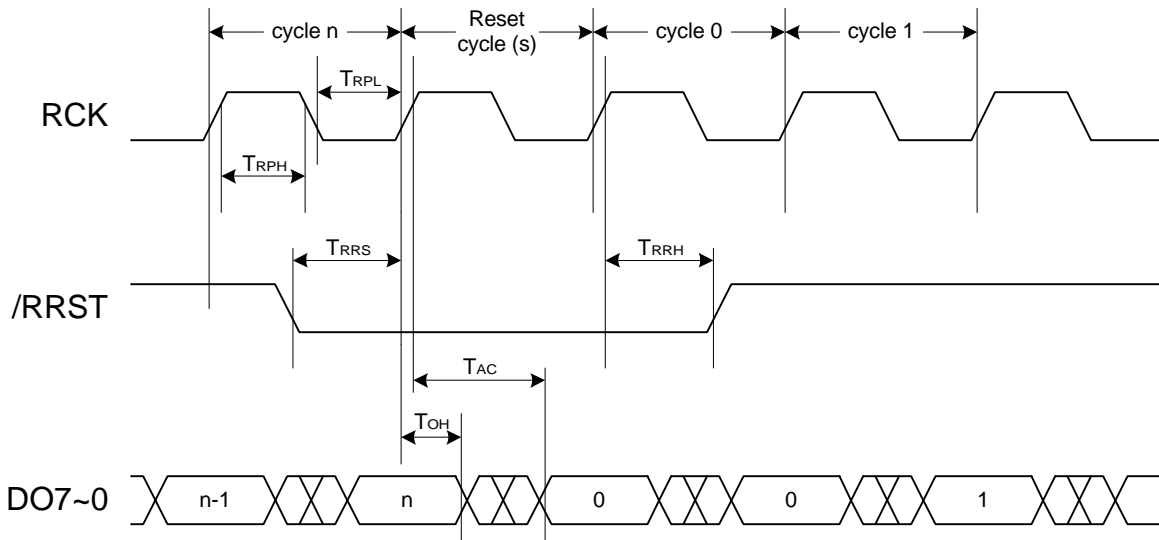 cycle n
Reset
cycle (s)
cycle 0
cycle 1
TRPL
RCK
TRPH
TRRS
TRRH
/RRST
TAC
TOH
DO7~0
n-1
n
0
0
1